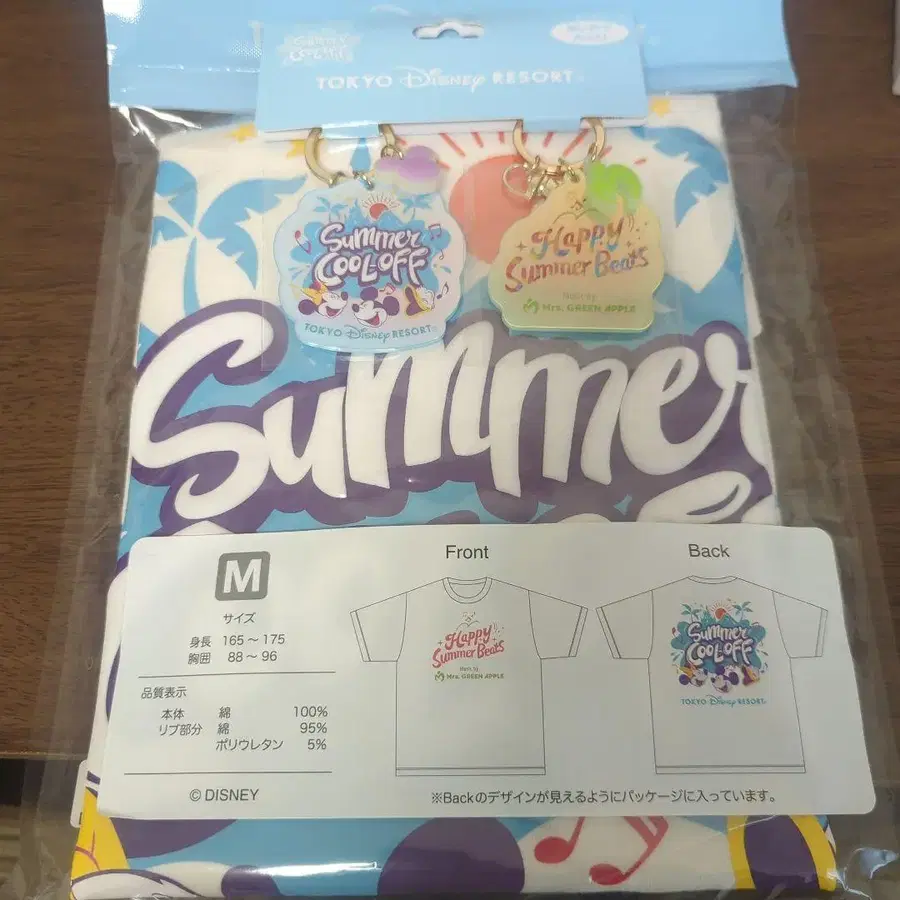 TOKYO Disney RESORT
Summer
COOL-OFF
TOKYO Disney RESORT
Happy
Summer Beats
Mrs. GREEN APPLE
Summer
M
サイズ
身長 165～175
胸囲 88～96
品質表示
本体 綿 100%
リブ部分 綿 95%
ポリウレタン 5%
© DISNEY
Front
Happy
Summer Beats
Mrs. GREEN APPLE
Back
Summer
COOL-OFF
TOKYO Disney RESORT
※Backのデザインが見えるようにパッケージに入っています。